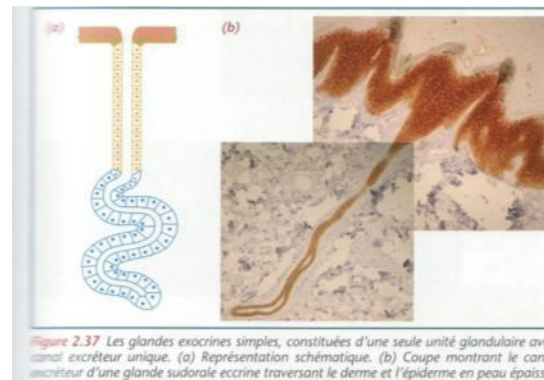 (a)
(b)
Figure 2.37 Les glandes exocrines simples, constituées d'une seule unité glandulaire av
canal excréteur unique. (a) Représentation schématique. (b) Coupe montrant le can
excréteur d'une glande sudorale eccrine traversant le derme et l'épiderme en peau épaiss